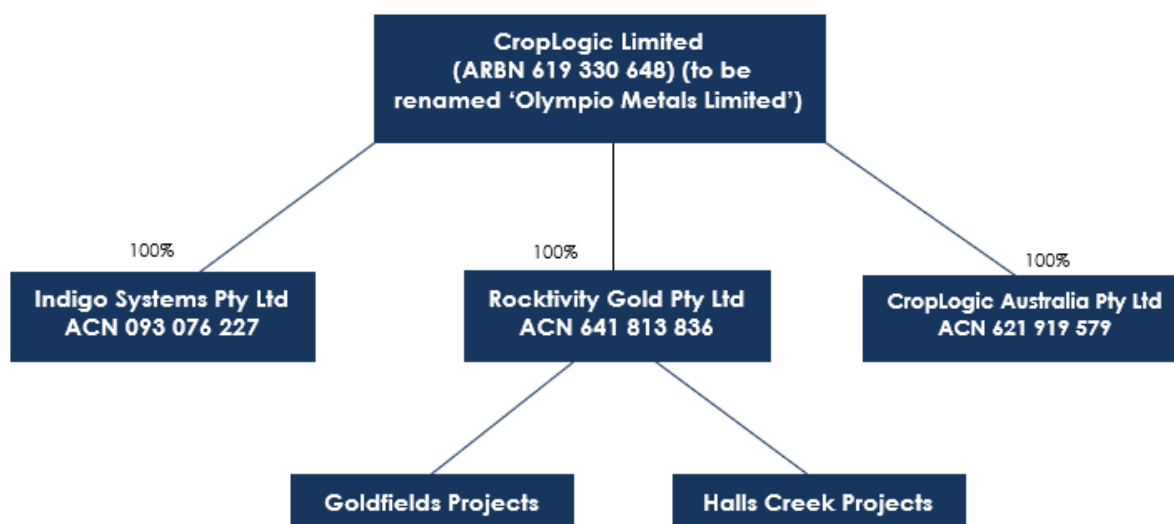 CropLogic Limited
(ARBN 619 330 648) (to be
renamed ‘Olympio Metals Limited’)
100%
100%
100%
Indigo Systems Pty Ltd
ACN 093 076 227
Rocktivity Gold Pty Ltd
ACN 641 813 836
CropLogic Australia Pty Ltd
ACN 621 919 579
Goldfields Projects
Halls Creek Projects